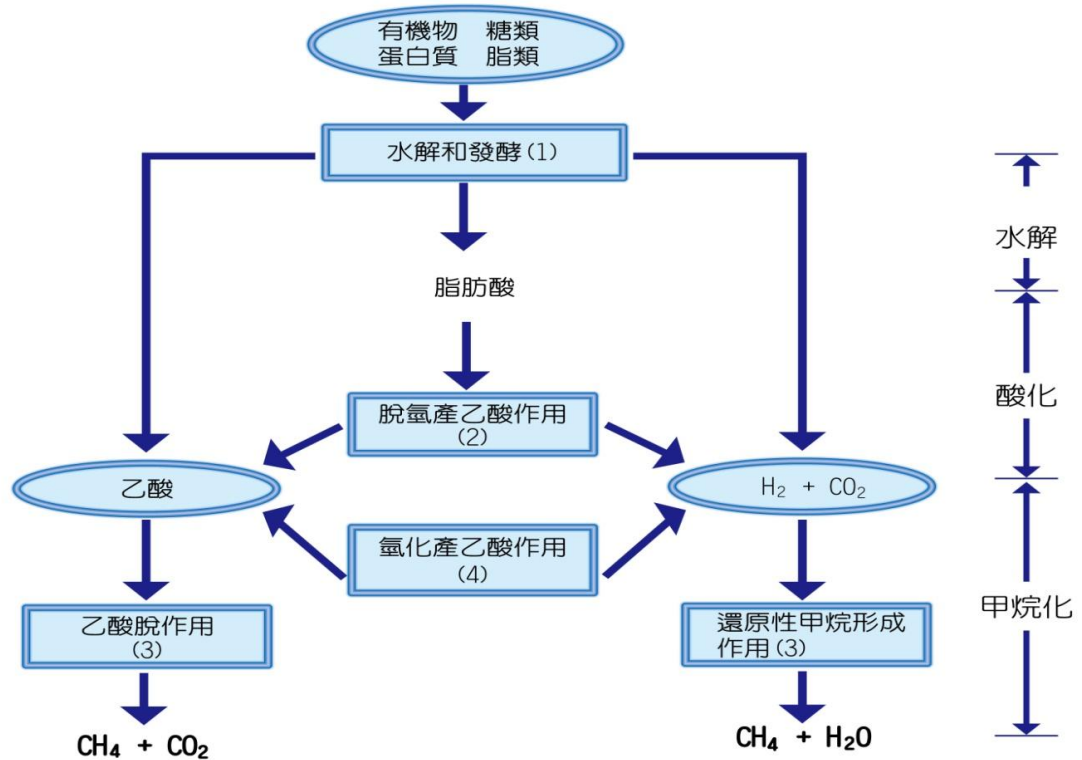 有機物 糖類
蛋白質 脂類
水解和發酵(1)
水解
脂肪酸
酸化
脫氫產乙酸作用
(2)
乙酸
H₂ + CO₂
氫化產乙酸作用
(4)
甲烷化
乙酸脫作用
(3)
還原性甲烷形成
作用(3)
CH₄ + CO₂
CH₄ + H₂O